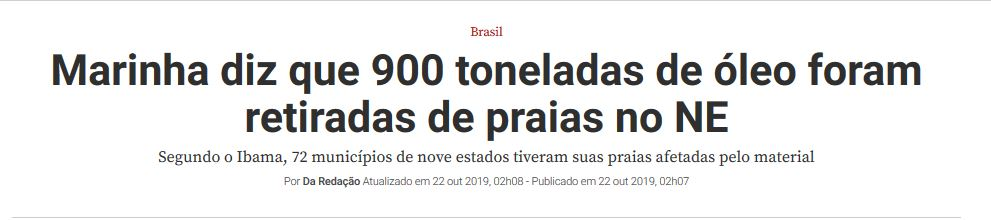 Brasil
Marinha diz que 900 toneladas de óleo foram
retiradas de praias no NE
Segundo o Ibama, 72 municípios de nove estados tiveram suas praias afetadas pelo material
Por Da Redação Atualizado em 22 out 2019, 02h08 - Publicado em 22 out 2019, 02h07